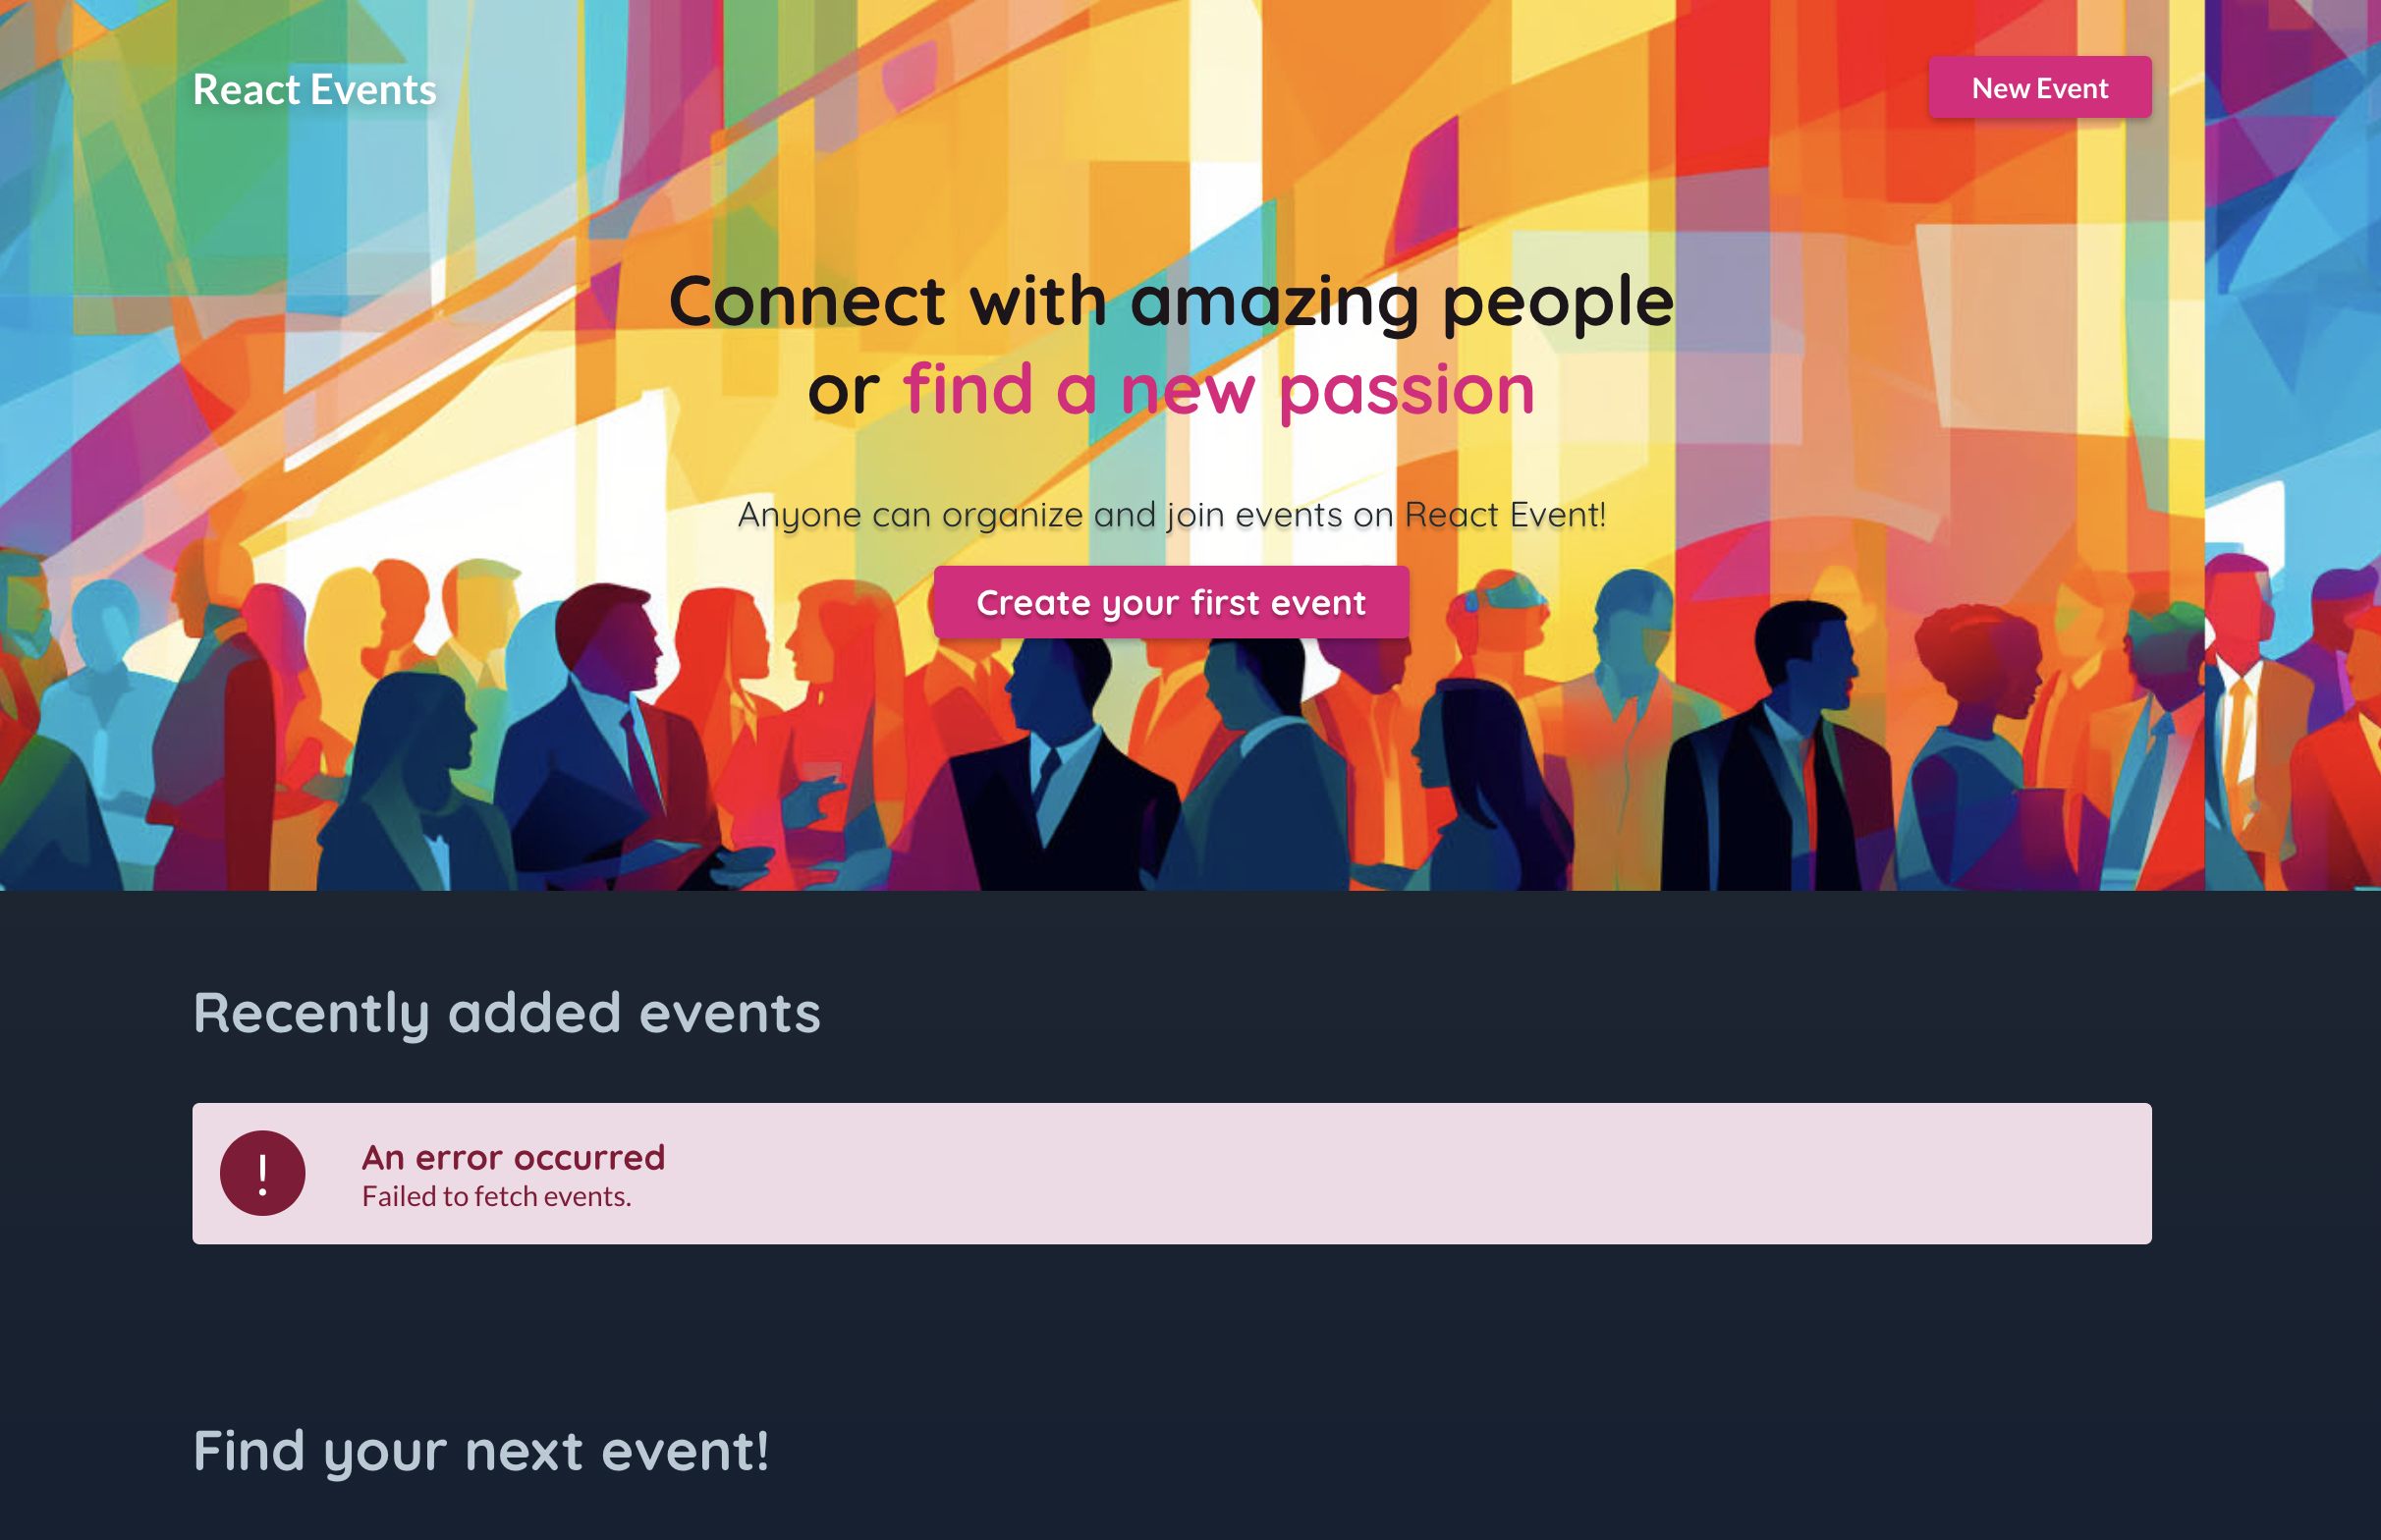 React Events
New Event
Connect with amazing people
or find a new passion
Anyone can organize and join events on React Event!
Create your first event
Recently added events
!
An error occurred
Failed to fetch events.
Find your next event!